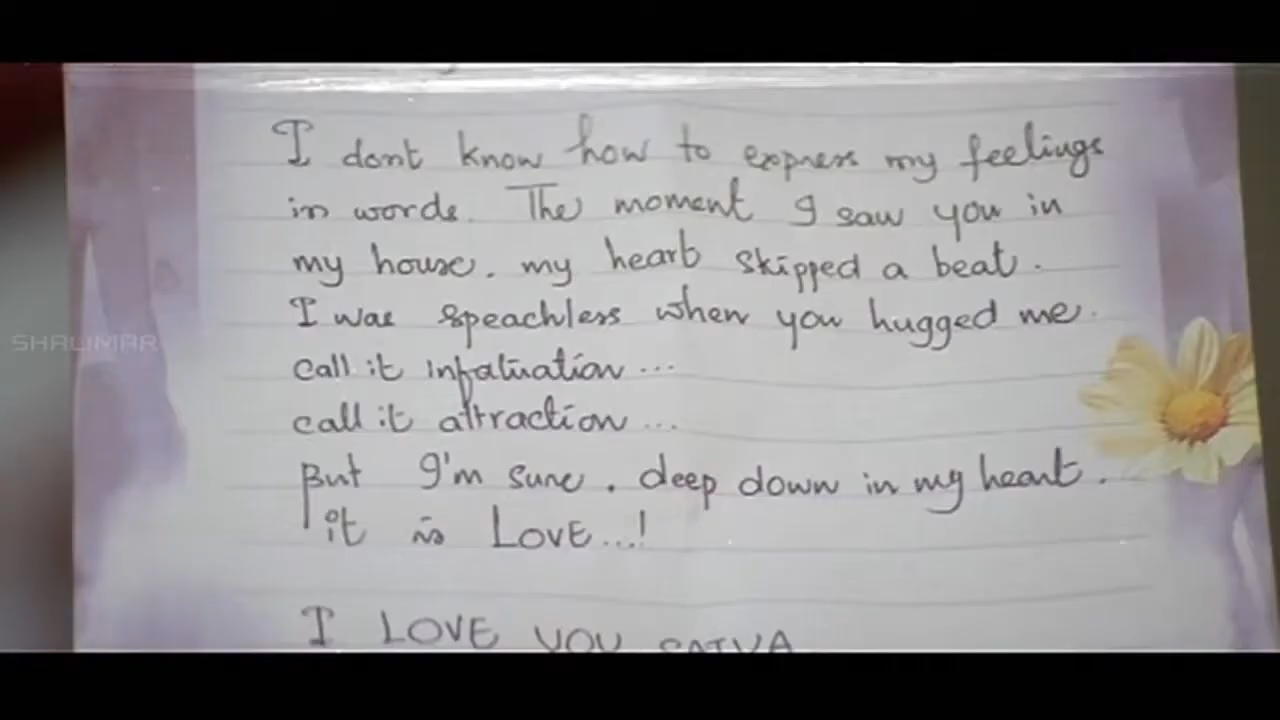 I dont know how to express my feelings
in words. The moment I saw you in
my house. my heart skipped a beat.
I was speachless when you hugged me.
SHALIMAR
call it infatuation...
call it attraction...
But I'm sure. deep down in my heart.
it is LOVE...!
I LOVE YOU SATYA